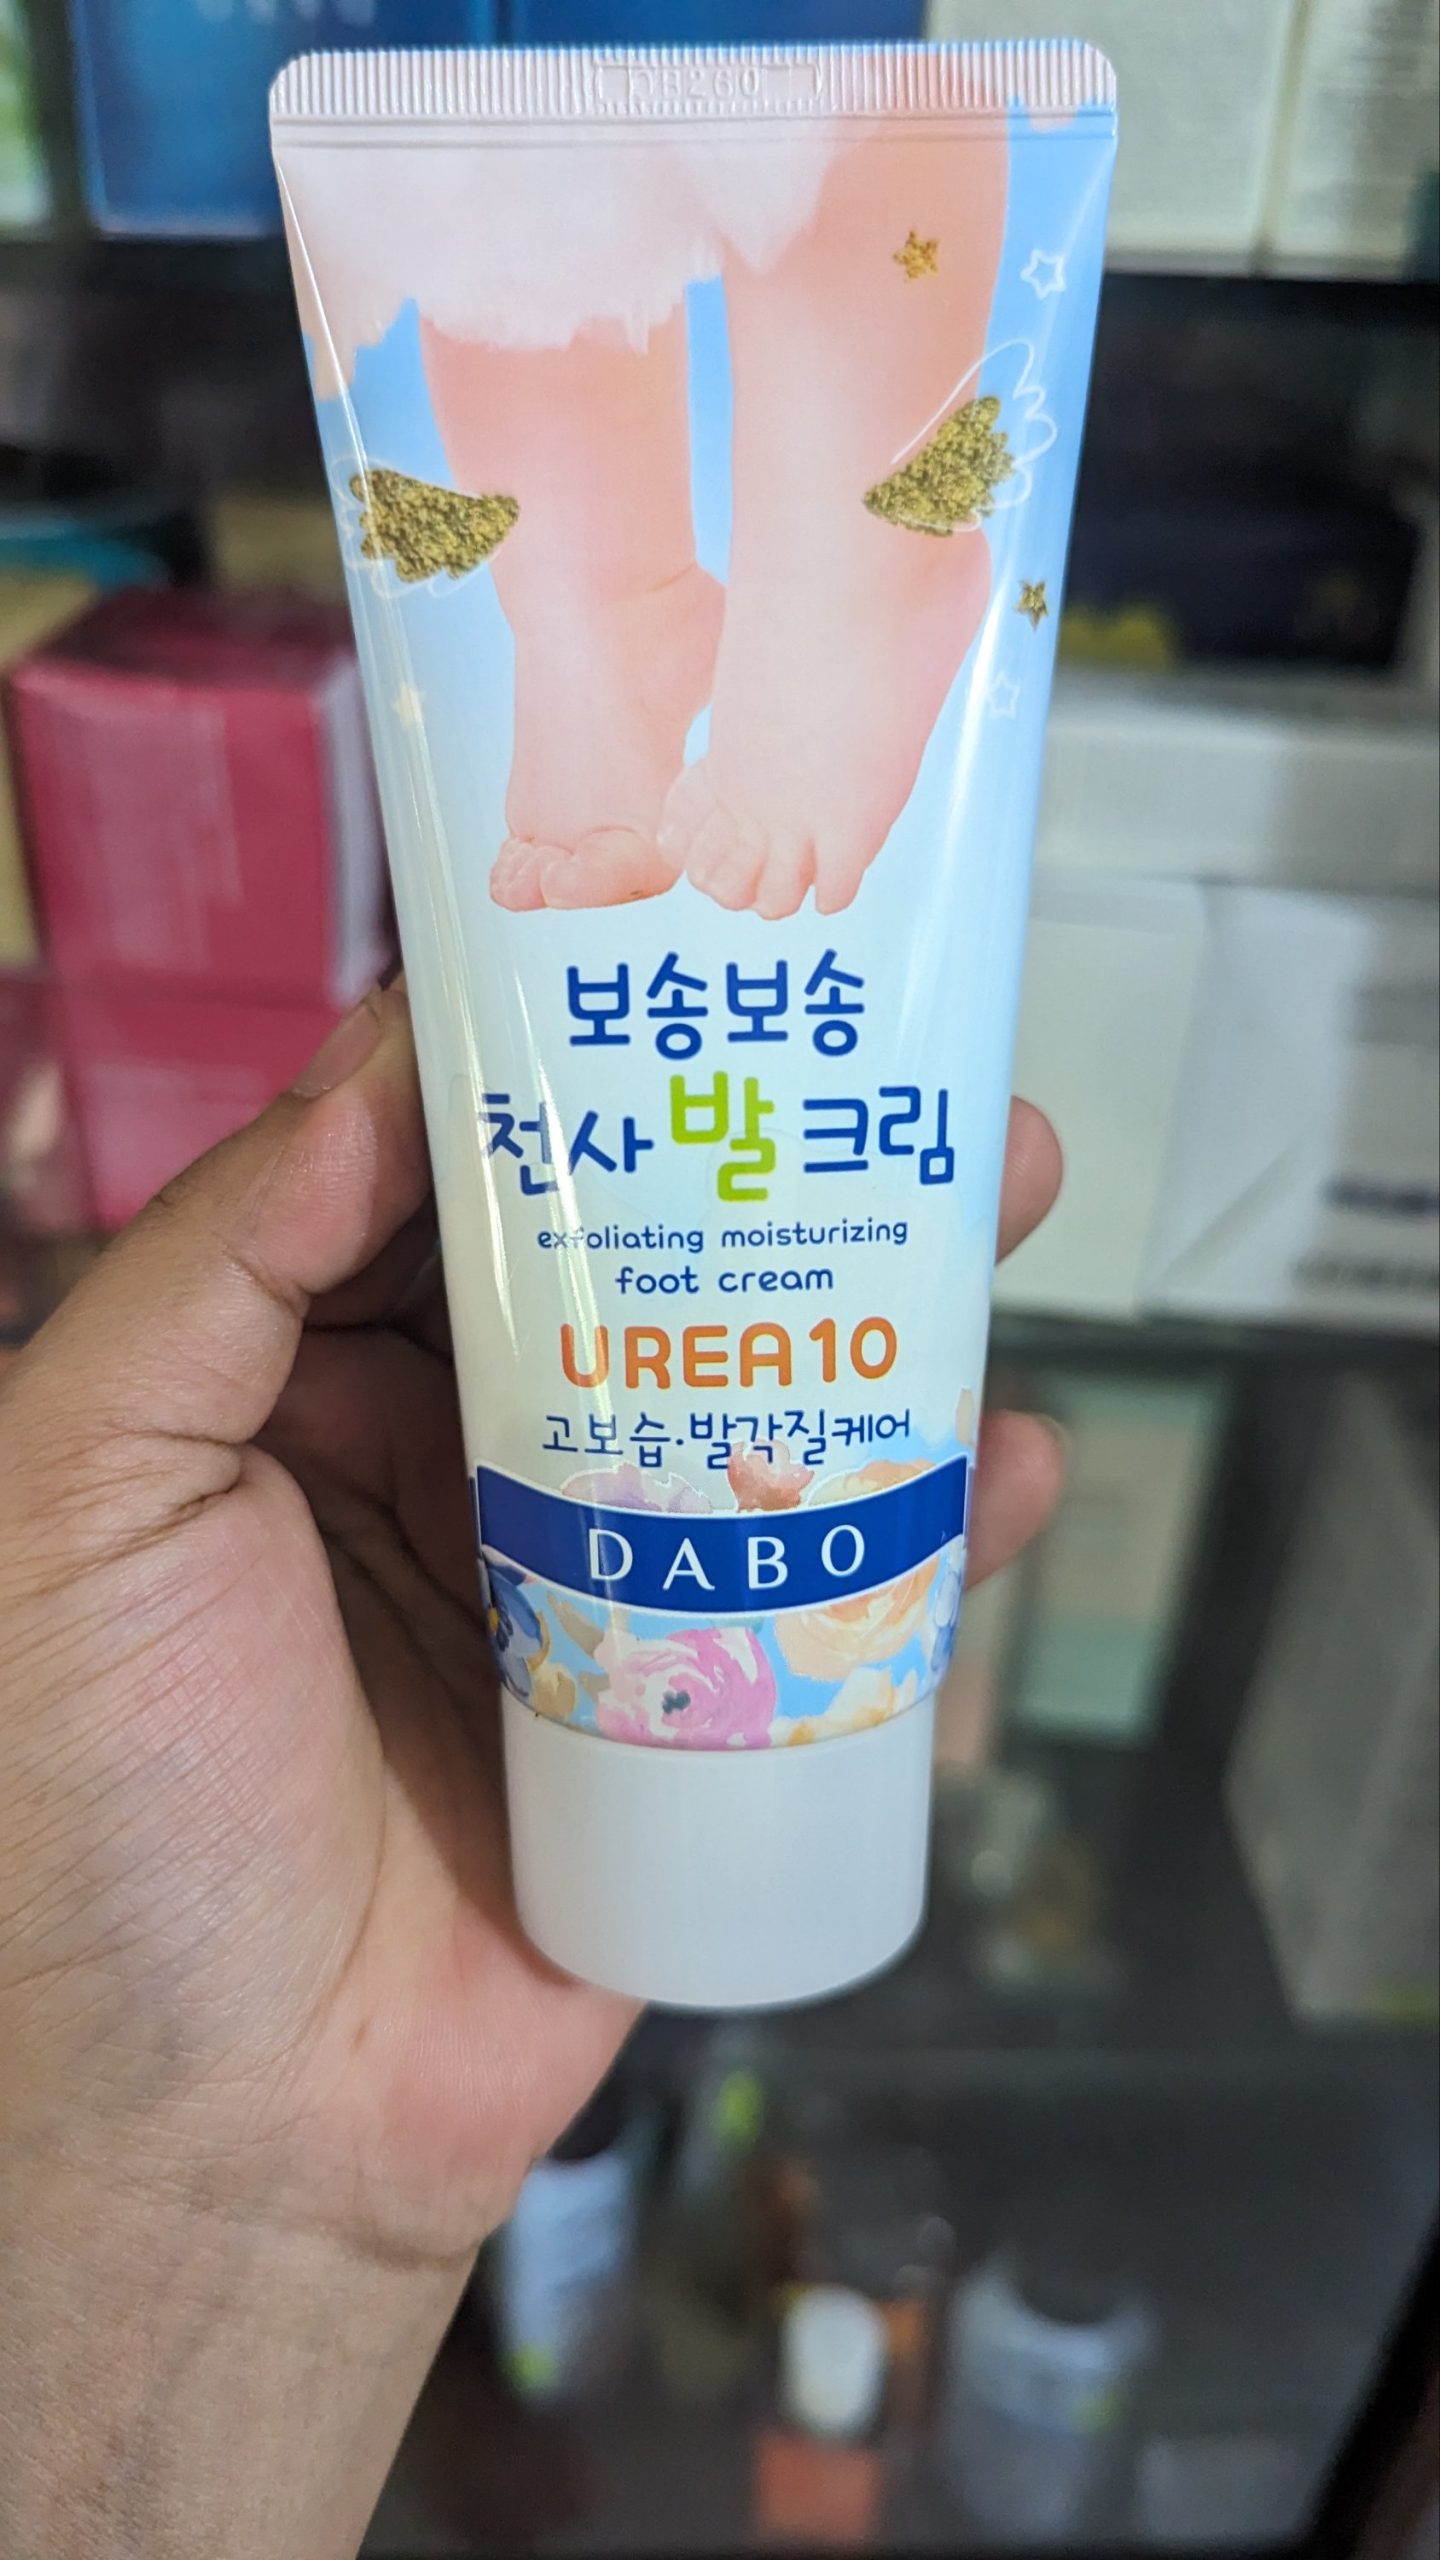 보송보송
천사발크림
exfoliating moisturizing
foot cream
UREA10
고보습·발각질케어
DABO